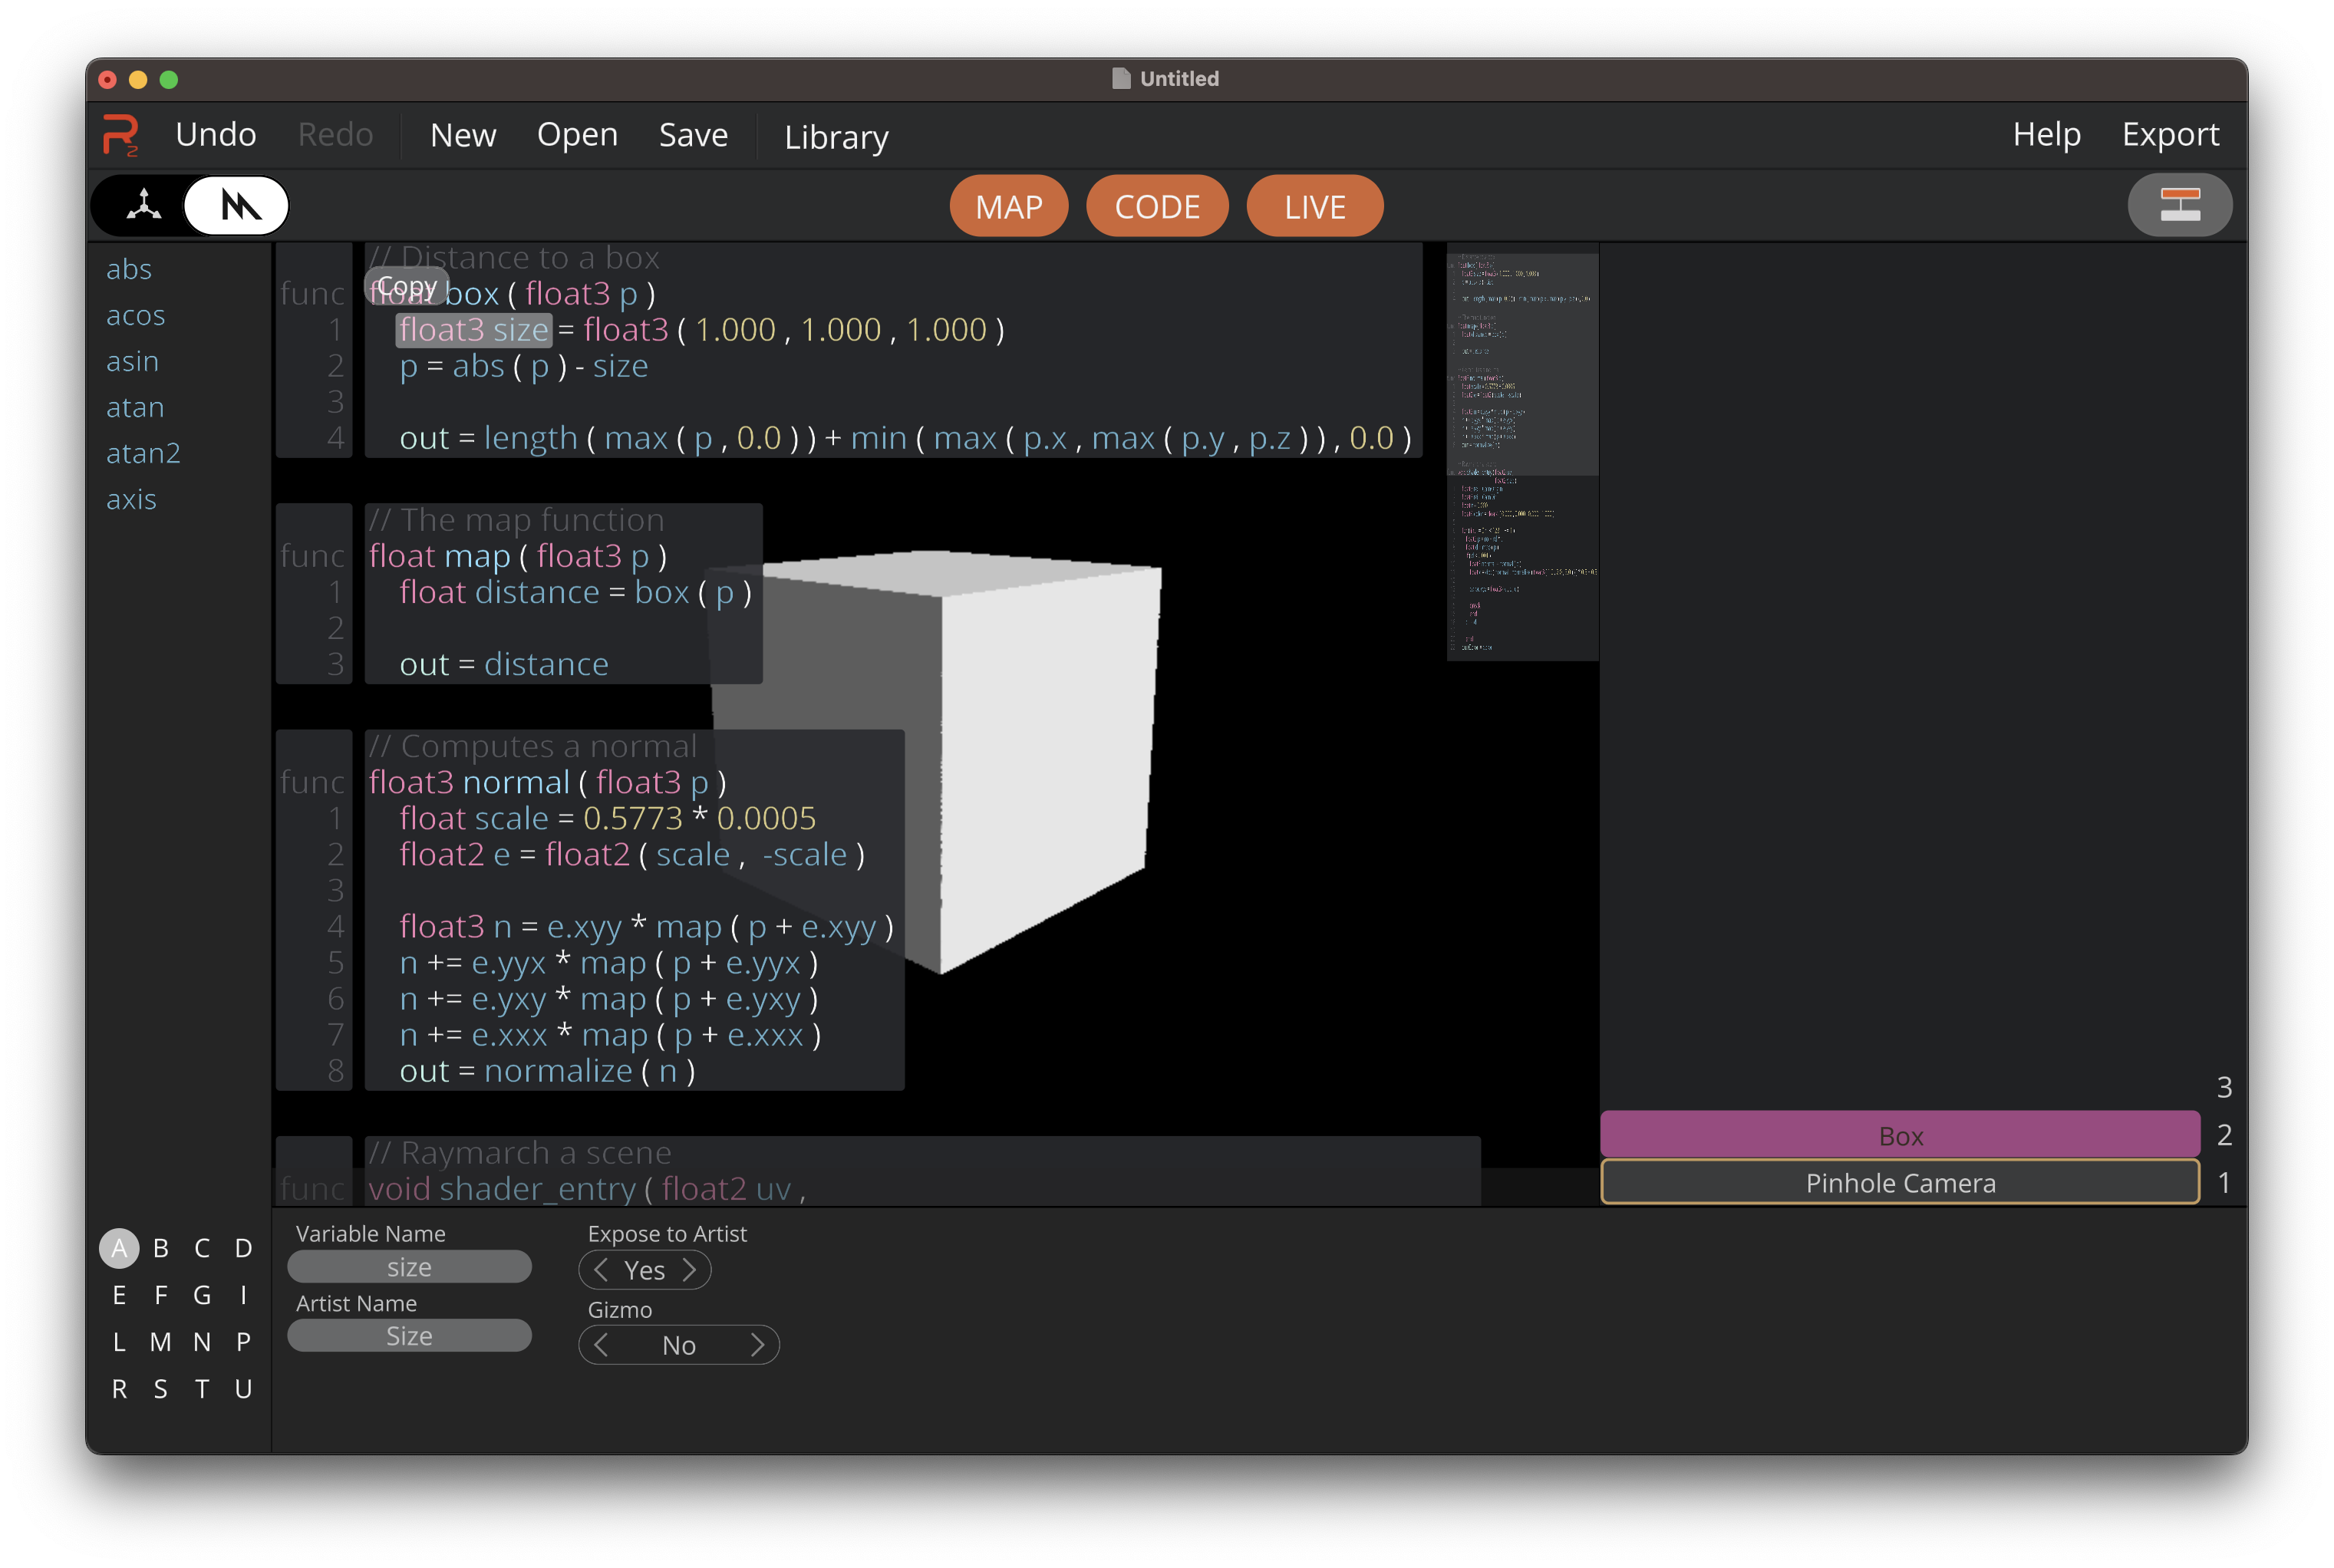 Untitled
R2 Undo Redo New Open Save Library Help Export
MAP CODE LIVE
abs
acos
asin
atan
atan2
axis
// Distance to a box
Copy
func float box ( float3 p )
1 float3 size = float3 ( 1.000 , 1.000 , 1.000 )
2 p = abs ( p ) - size
3
4 out = length ( max ( p , 0.0 ) ) + min ( max ( p.x , max ( p.y , p.z ) ) , 0.0 )
// The map function
func float map ( float3 p )
1 float distance = box ( p )
2
3 out = distance
// Computes a normal
func float3 normal ( float3 p )
1 float scale = 0.5773 * 0.0005
2 float2 e = float2 ( scale , -scale )
3
4 float3 n = e.xyy * map ( p + e.xyy )
5 n += e.yyx * map ( p + e.yyx )
6 n += e.yxy * map ( p + e.yxy )
7 n += e.xxx * map ( p + e.xxx )
8 out = normalize ( n )
// Raymarch a scene
func void shader_entry ( float2 uv ,
3
Box 2
Pinhole Camera 1
A B C D
E F G I
L M N P
R S T U
Variable Name
size
Artist Name
Size
Expose to Artist
Yes
Gizmo
No